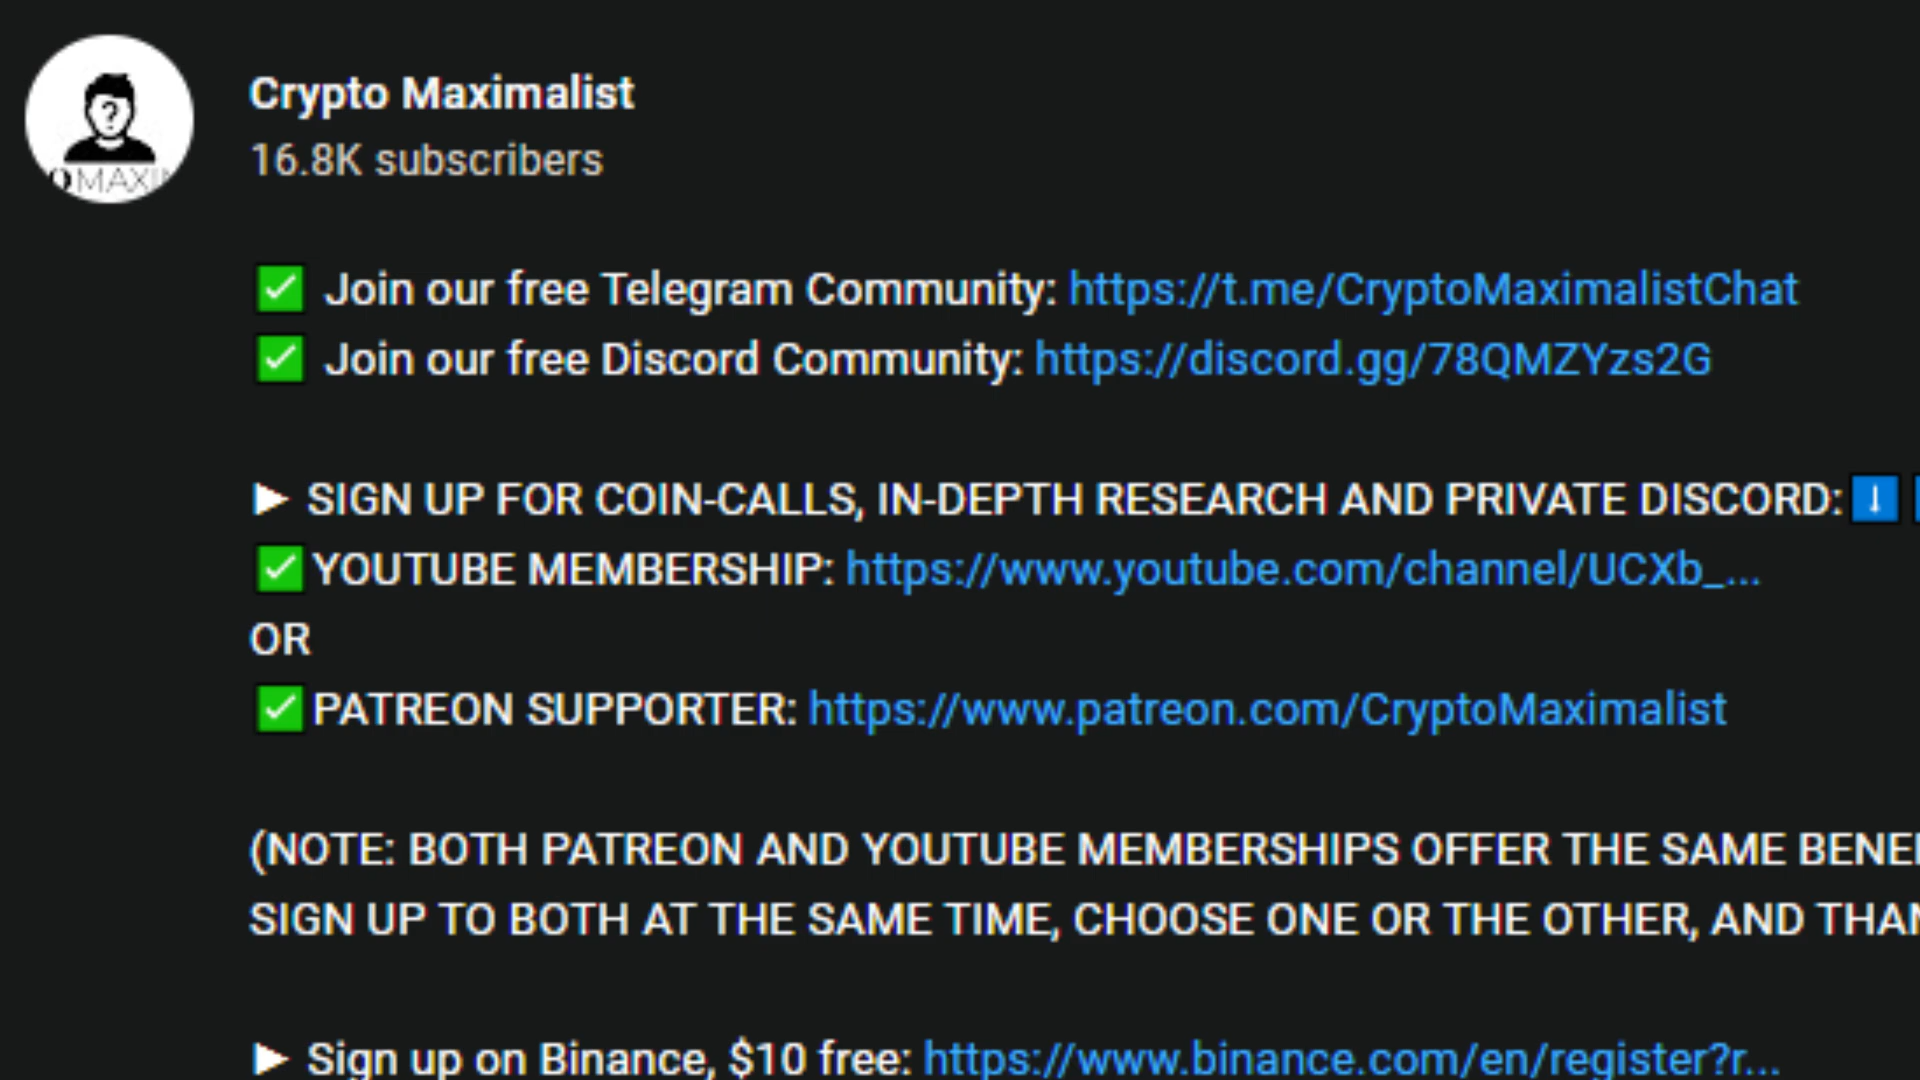 Crypto Maximalist
16.8K subscribers
?
O MAXI
✅ Join our free Telegram Community: https://t.me/CryptoMaximalistChat
✅ Join our free Discord Community: https://discord.gg/78QMZYzs2G
▶ SIGN UP FOR COIN-CALLS, IN-DEPTH RESEARCH AND PRIVATE DISCORD: ⬇
✅ YOUTUBE MEMBERSHIP: https://www.youtube.com/channel/UCXb_...
OR
✅ PATREON SUPPORTER: https://www.patreon.com/CryptoMaximalist
(NOTE: BOTH PATREON AND YOUTUBE MEMBERSHIPS OFFER THE SAME BENE
SIGN UP TO BOTH AT THE SAME TIME, CHOOSE ONE OR THE OTHER, AND THAN
▶ Sign up on Binance, $10 free: https://www.binance.com/en/register?r...